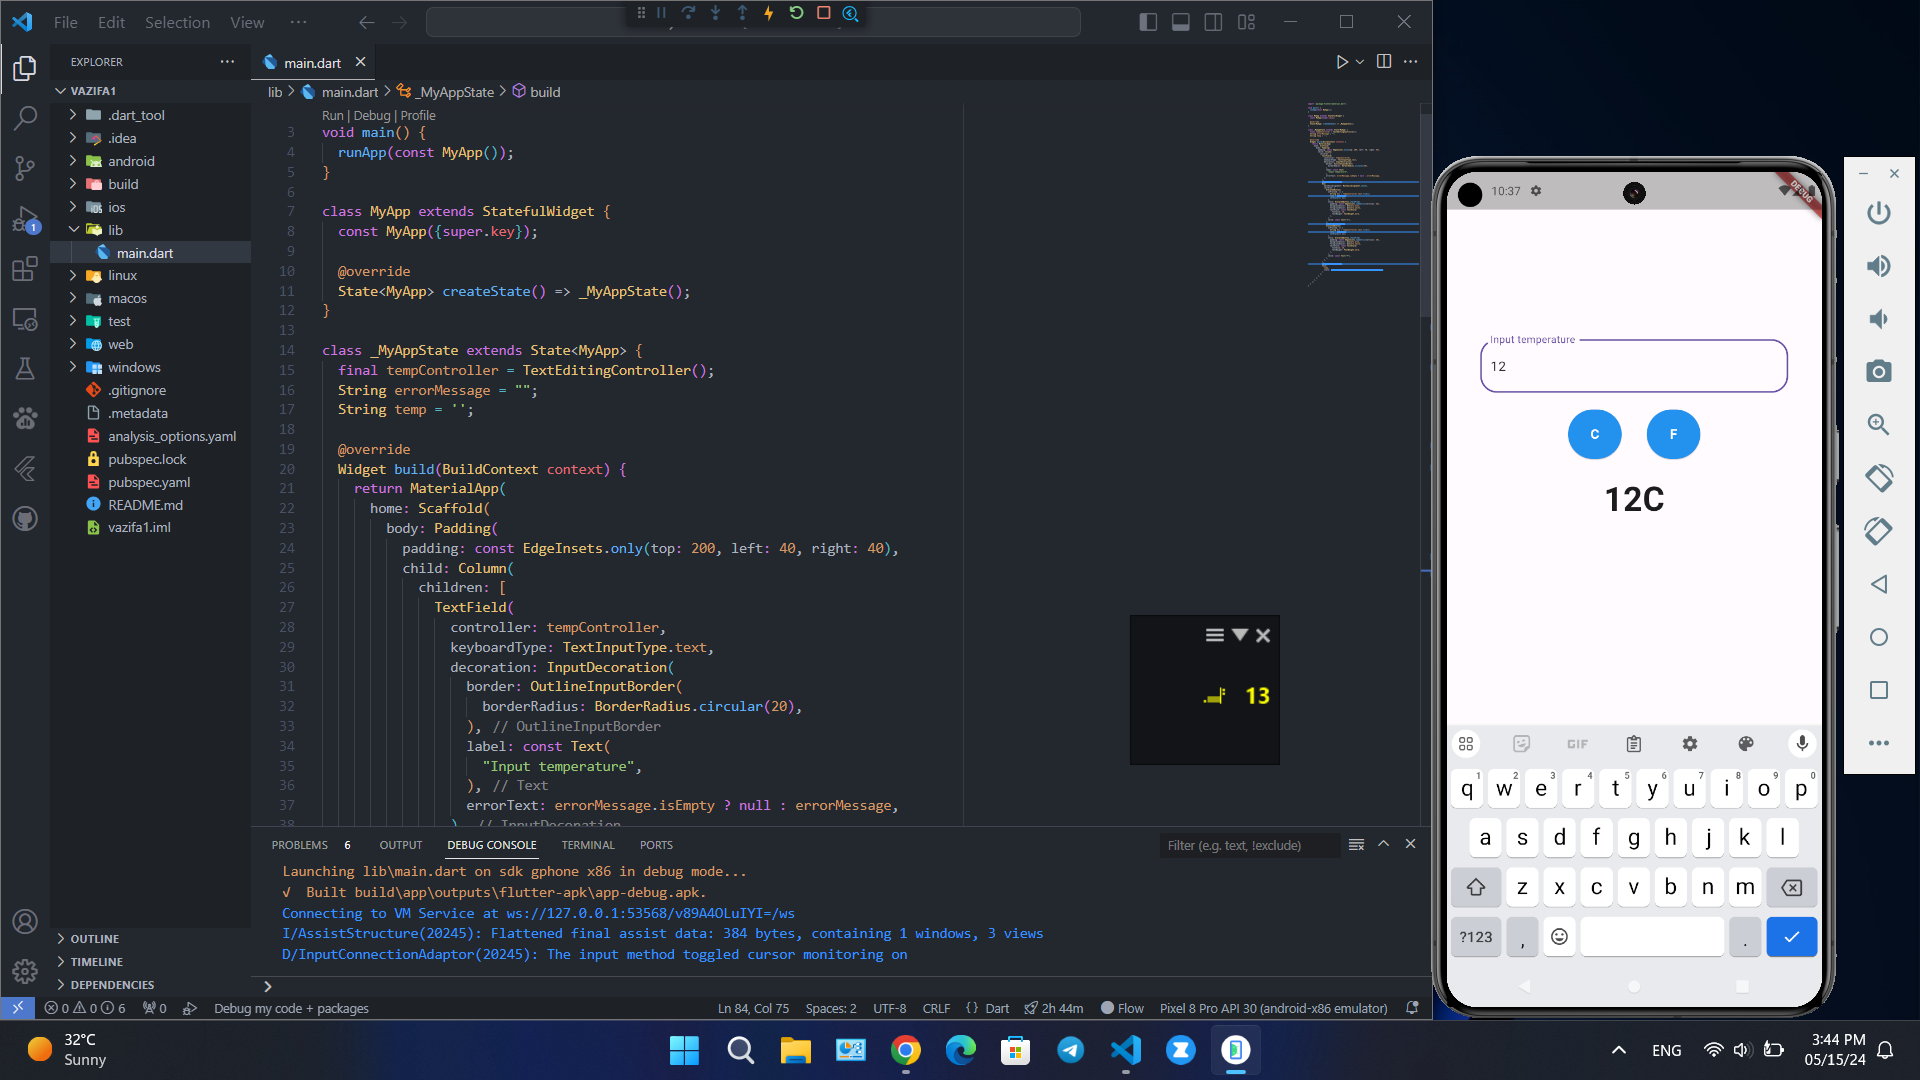 File Edit Selection View ···
EXPLORER ···
VAZIFA1
.dart_tool
.idea
android
build
ios
lib
main.dart
linux
macos
test
web
windows
.gitignore
.metadata
analysis_options.yaml
pubspec.lock
pubspec.yaml
README.md
vazifa1.iml
OUTLINE
TIMELINE
DEPENDENCIES
1
main.dart
lib > main.dart > _MyAppState > build
Run | Debug | Profile
3 void main() {
4 runApp(const MyApp());
5 }
6
7 class MyApp extends StatefulWidget {
8 const MyApp({super.key});
9
10 @override
11 State<MyApp> createState() => _MyAppState();
12 }
13
14 class _MyAppState extends State<MyApp> {
15 final tempController = TextEditingController();
16 String errorMessage = "";
17 String temp = '';
18
19 @override
20 Widget build(BuildContext context) {
21 return MaterialApp(
22 home: Scaffold(
23 body: Padding(
24 padding: const EdgeInsets.only(top: 200, left: 40, right: 40),
25 child: Column(
26 children: [
27 TextField(
28 controller: tempController,
29 keyboardType: TextInputType.text,
30 decoration: InputDecoration(
31 border: OutlineInputBorder(
32 borderRadius: BorderRadius.circular(20),
33 ), // OutlineInputBorder
34 label: const Text(
35 "Input temperature",
36 ), // Text
37 errorText: errorMessage.isEmpty ? null : errorMessage,
38 ), // InputDecoration
13
PROBLEMS 6 OUTPUT DEBUG CONSOLE TERMINAL PORTS
Filter (e.g. text, !exclude)
Launching lib\main.dart on sdk gphone x86 in debug mode...
√ Built build\app\outputs\flutter-apk\app-debug.apk.
Connecting to VM Service at ws://127.0.0.1:53568/v89A4OLuIYI=/ws
I/AssistStructure(20245): Flattened final assist data: 384 bytes, containing 1 windows, 3 views
D/InputConnectionAdaptor(20245): The input method toggled cursor monitoring on
>
0 0 6 0 Debug my code + packages
Ln 84, Col 75 Spaces: 2 UTF-8 CRLF {} Dart 2h 44m Flow Pixel 8 Pro API 30 (android-x86 emulator)
10:37
DEBUG
Input temperature
12
C F
12C
GIF
q1 w2 e3 r4 t5 y6 u7 i8 o9 p0
a s d f g h j k l
z x c v b n m
?123 , .
32°C
Sunny
ENG
3:44 PM
05/15/24